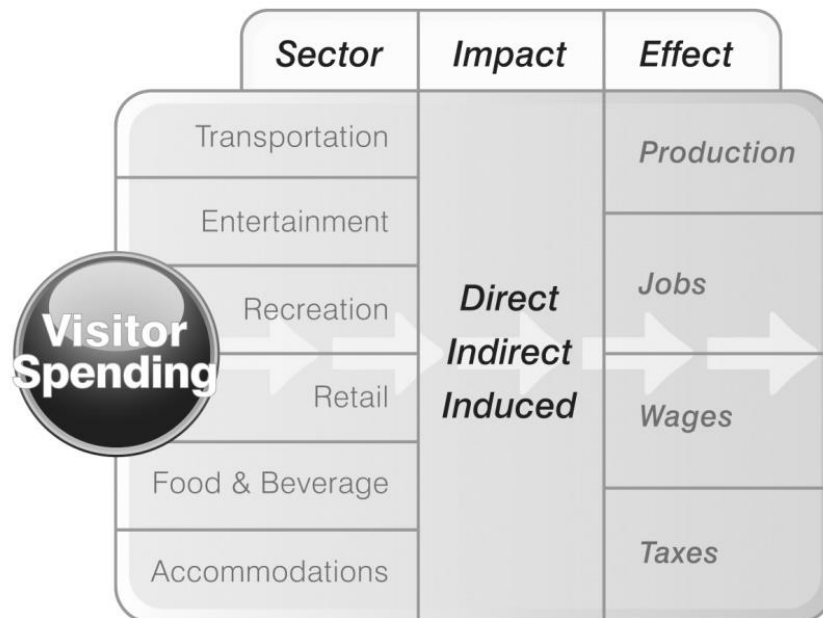 Sector
Impact
Effect
Transportation
Entertainment
Recreation
Retail
Food & Beverage
Accommodations
Visitor
Spending
Direct
Indirect
Induced
Production
Jobs
Wages
Taxes